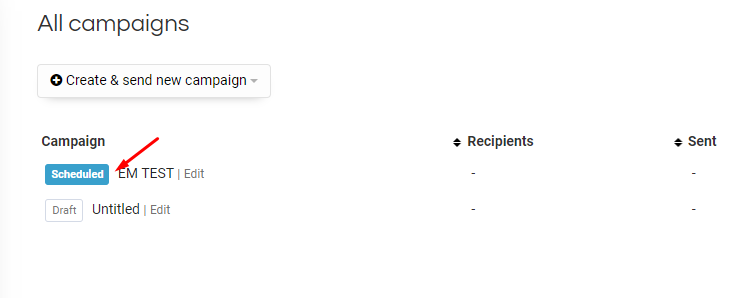 All campaigns
Create & send new campaign
Campaign Recipients Sent
Scheduled EM TEST | Edit - -
Draft Untitled | Edit - -